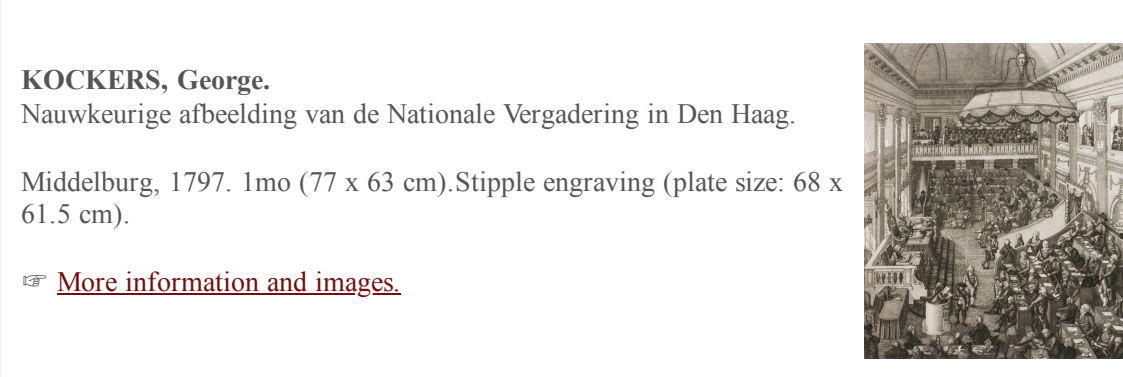 KOCKERS, George.
Nauwkeurige afbeelding van de Nationale Vergadering in Den Haag.
Middelburg, 1797. 1mo (77 x 63 cm).Stipple engraving (plate size: 68 x
61.5 cm).
☞ More information and images.